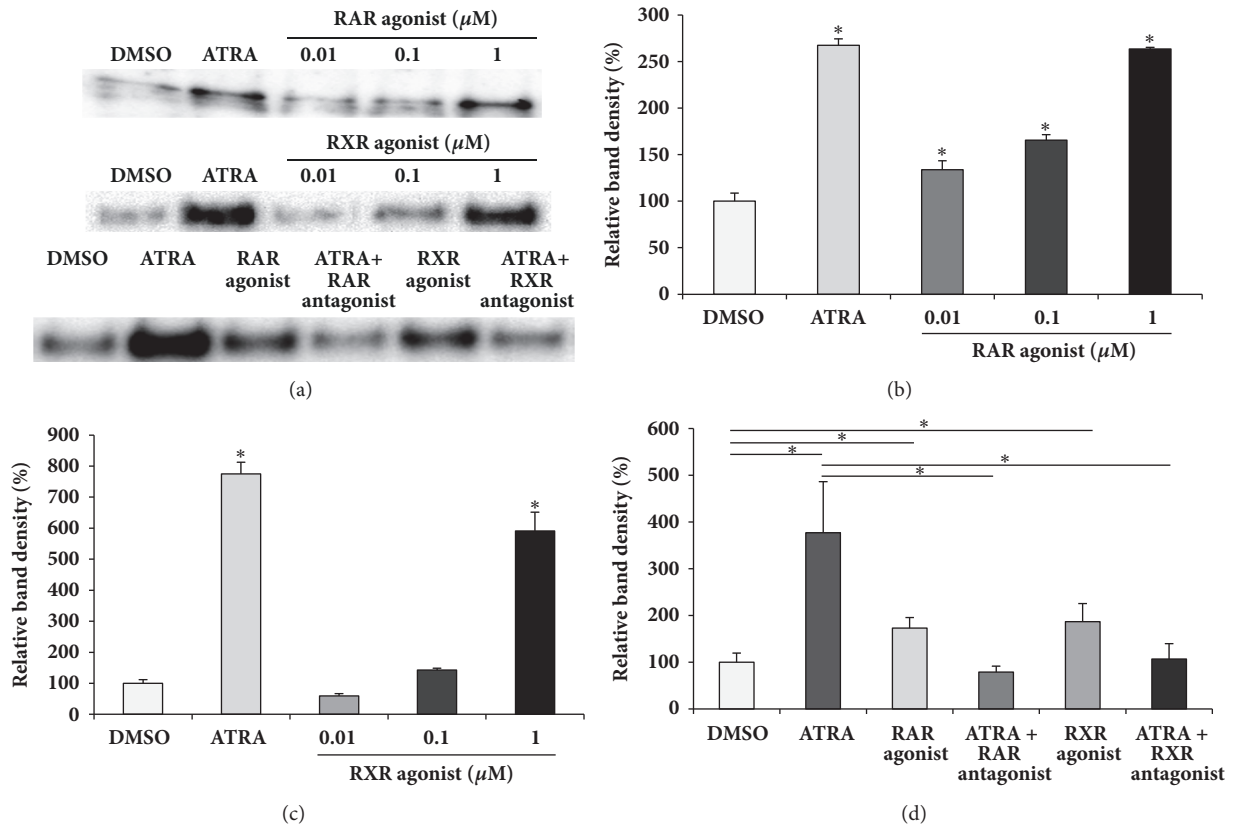 RAR agonist (μM)
DMSO ATRA 0.01 0.1 1
RXR agonist (μM)
DMSO ATRA 0.01 0.1 1
DMSO ATRA RAR ATRA+ RXR ATRA+
agonist RAR agonist RXR
antagonist antagonist
(a)
300
250
200
150
100
50
0
Relative band density (%)
* * * *
DMSO ATRA 0.01 0.1 1
RAR agonist (μM)
(b)
900
800
700
600
500
400
300
200
100
0
Relative band density (%)
* *
DMSO ATRA 0.01 0.1 1
RXR agonist (μM)
(c)
600
500
400
300
200
100
0
Relative band density (%)
*
*
*
*
*
DMSO ATRA RAR ATRA + RXR ATRA +
agonist RAR agonist RXR
antagonist antagonist
(d)